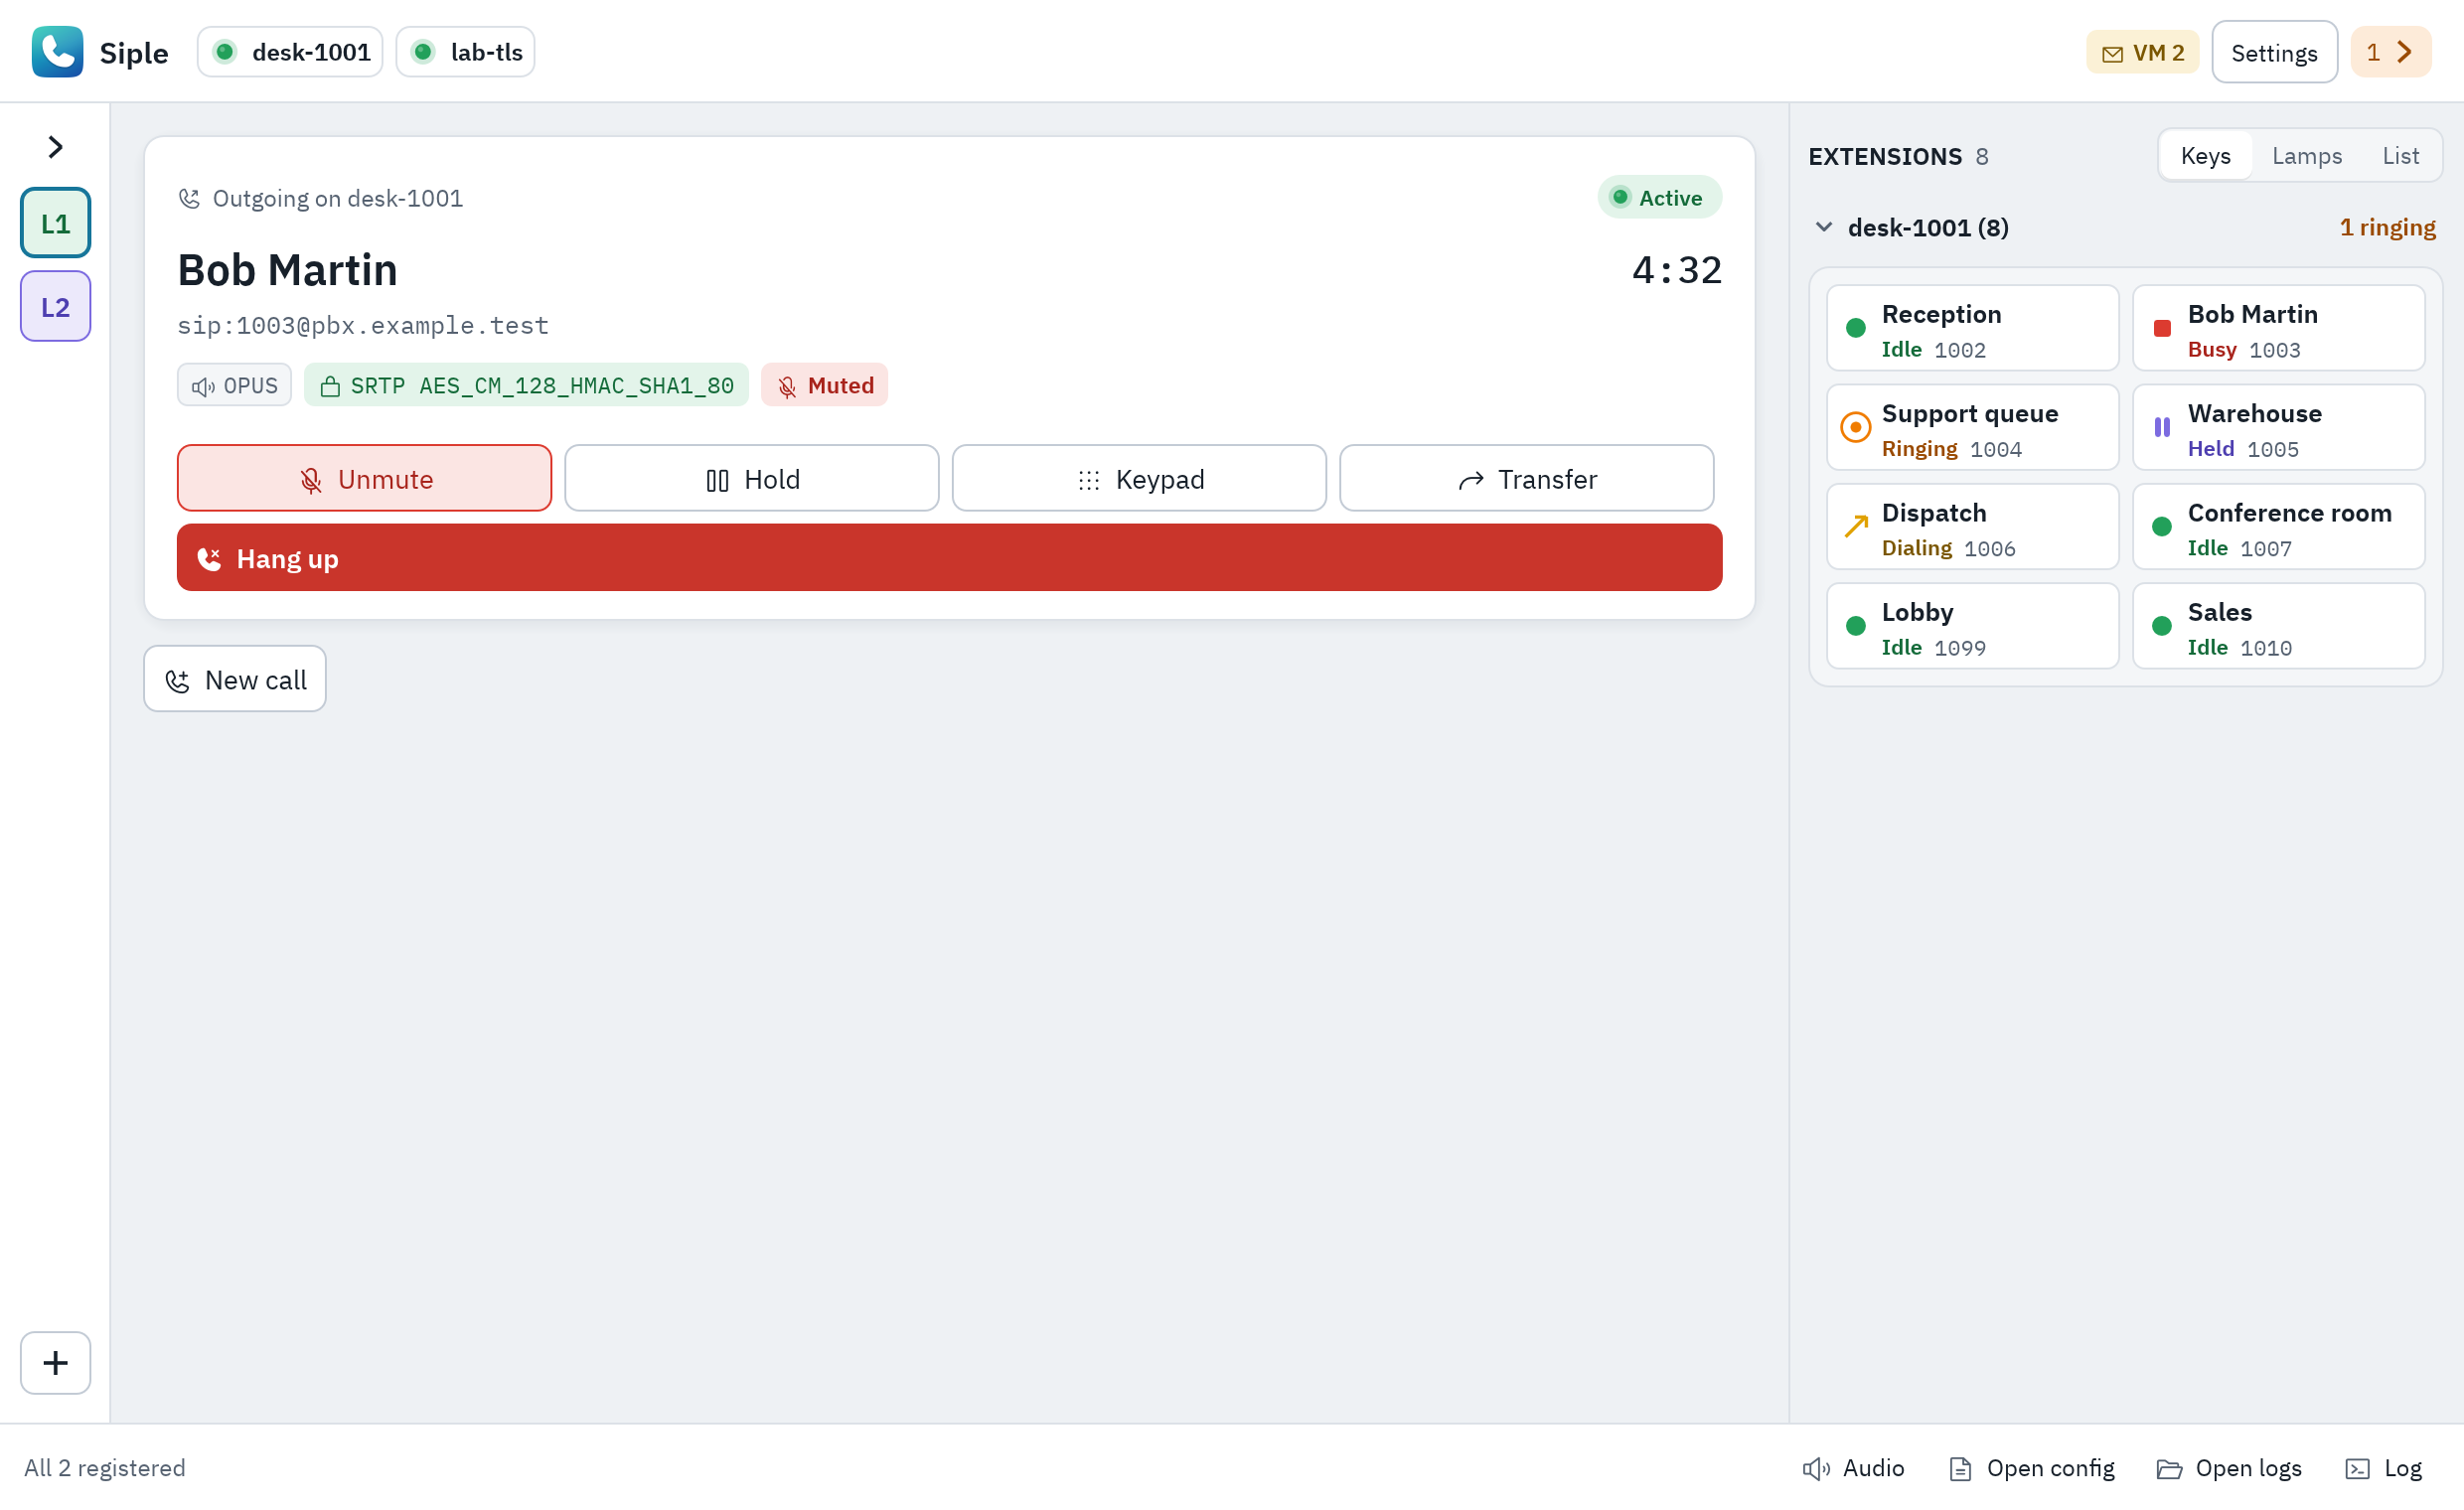 Siple desk-1001 lab-tls VM 2 Settings 1
L1
L2
Outgoing on desk-1001 Active
Bob Martin 4:32
sip:1003@pbx.example.test
OPUS SRTP AES_CM_128_HMAC_SHA1_80 Muted
Unmute Hold Keypad Transfer
Hang up
New call
EXTENSIONS 8 Keys Lamps List
desk-1001 (8) 1 ringing
Reception
Idle 1002
Bob Martin
Busy 1003
Support queue
Ringing 1004
Warehouse
Held 1005
Dispatch
Dialing 1006
Conference room
Idle 1007
Lobby
Idle 1099
Sales
Idle 1010
All 2 registered Audio Open config Open logs Log